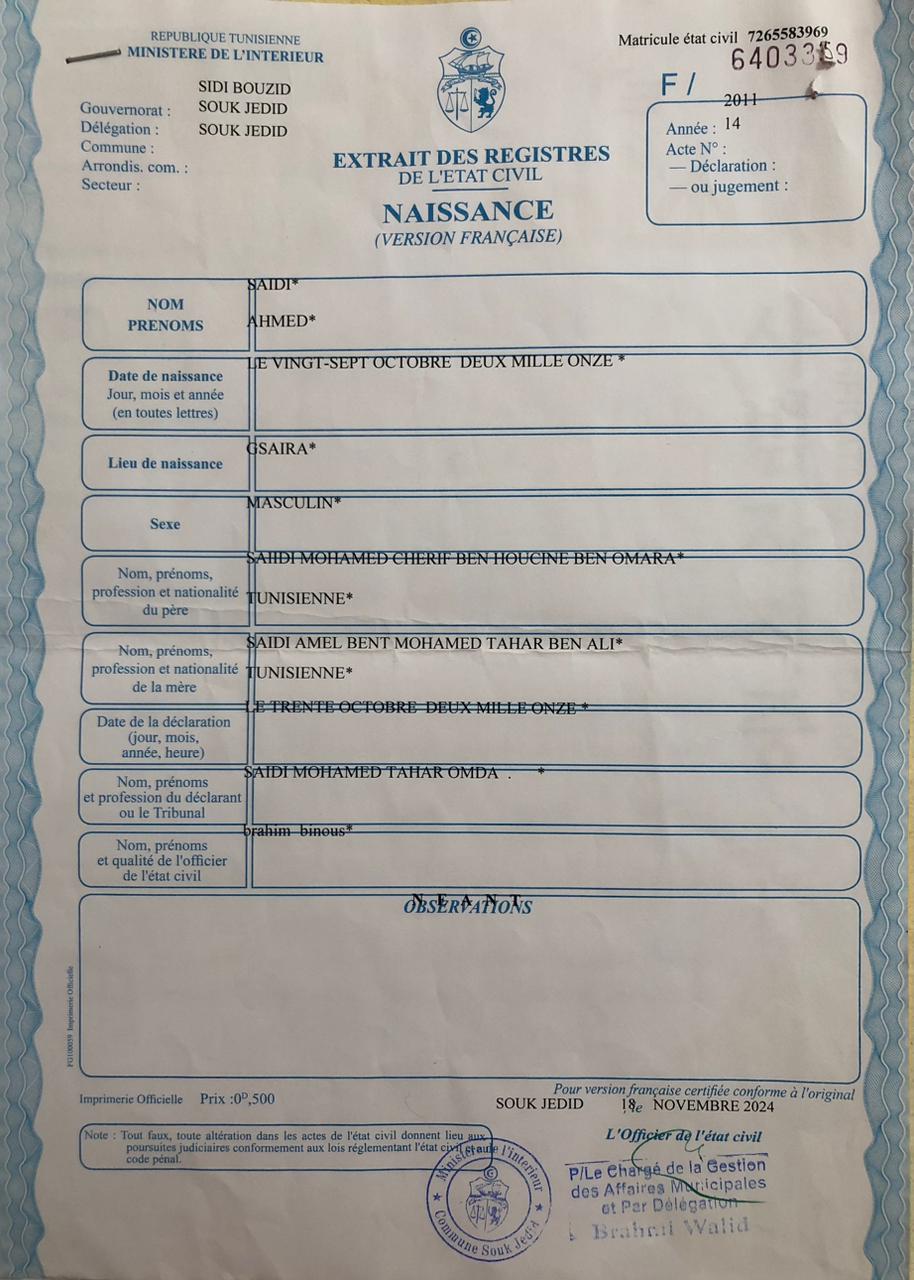 REPUBLIQUE TUNISIENNE
MINISTERE DE L'INTERIEUR
Matricule état civil 7265583969
F /
SIDI BOUZID
Gouvernorat : SOUK JEDID
Délégation : SOUK JEDID
Commune :
Arrondis. com. :
Secteur :
2011
Année : 14
Acte N° :
— Déclaration :
— ou jugement :
EXTRAIT DES REGISTRES
DE L'ETAT CIVIL
NAISSANCE
(VERSION FRANÇAISE)
NOM
PRENOMS
SAIDI*
AHMED*
Date de naissance
Jour, mois et année
(en toutes lettres)
LE VINGT-SEPT OCTOBRE DEUX MILLE ONZE *
Lieu de naissance
GSAIRA*
Sexe
MASCULIN*
Nom, prénoms,
profession et nationalité
du père
SAIIDI MOHAMED CHERIF BEN HOUCINE BEN OMARA*
TUNISIENNE*
Nom, prénoms,
profession et nationalité
de la mère
SAIDI AMEL BENT MOHAMED TAHAR BEN ALI*
TUNISIENNE*
Date de la déclaration
(jour, mois,
année, heure)
LE TRENTE OCTOBRE DEUX MILLE ONZE *
Nom, prénoms
et profession du déclarant
ou le Tribunal
SAIDI MOHAMED TAHAR OMDA . *
Nom, prénoms
et qualité de l'officier
de l'état civil
brahim binous*
N E A N T
OBSERVATIONS
FG100059 Imprimerie Officielle
Imprimerie Officielle Prix :0ᴰ,500
Pour version française certifiée conforme à l'original
SOUK JEDID le NOVEMBRE 2024
L'Officier de l'état civil
Note : Tout faux, toute altération dans les actes de l'état civil donnent lieu aux
poursuites judiciaires conformement aux lois réglementant l'état civil et le
code pénal.
Ministère de l'interieur
Commune Souk Jedid
P/Le Chargé de la Gestion
des Affaires Municipales
et Par Délégation
Brahmi Walid